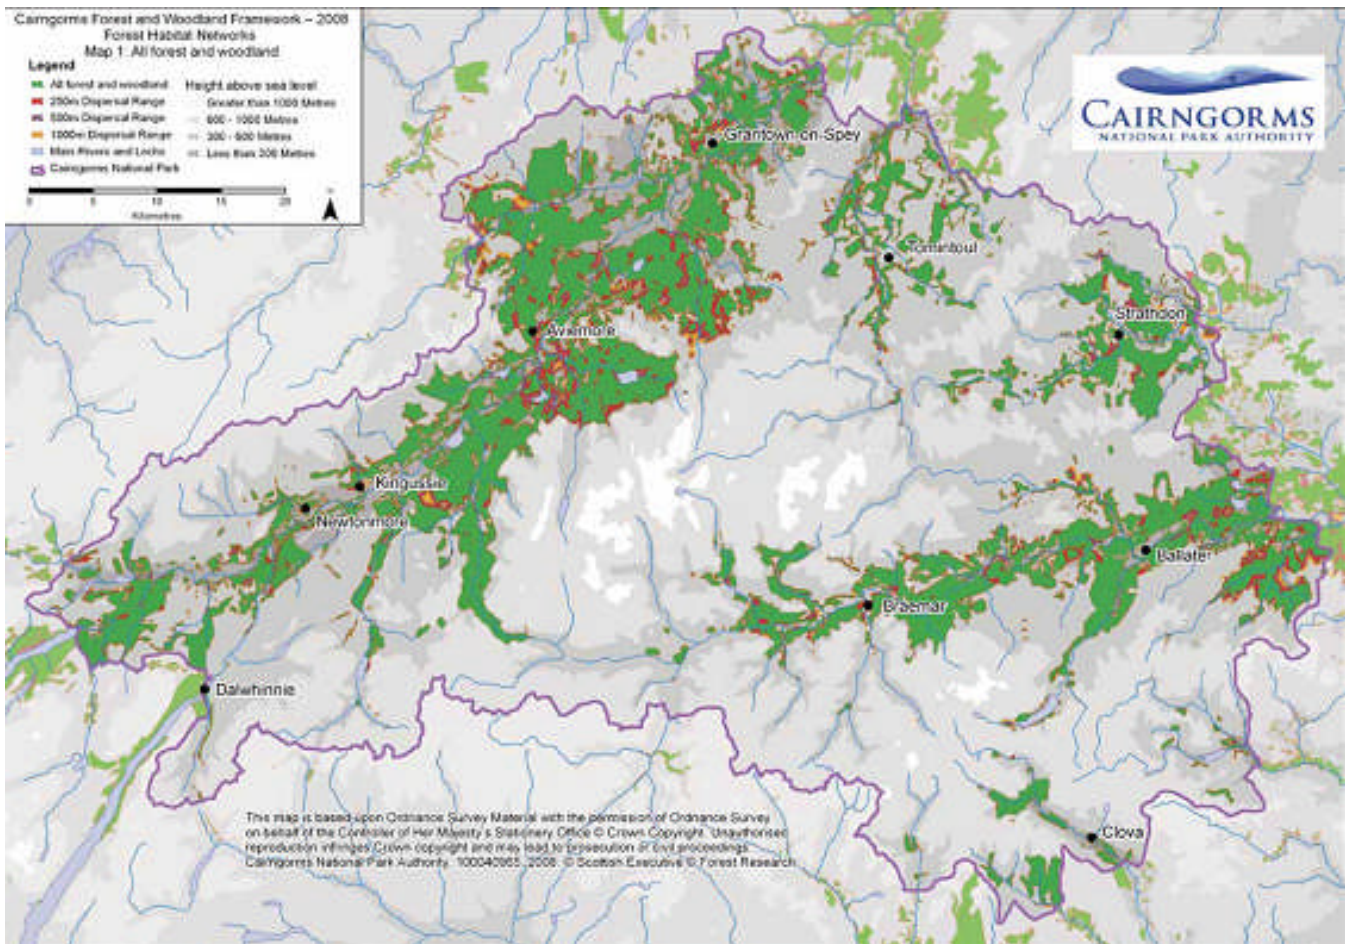 Cairngorms Forest and Woodland Framework – 2008
Forest Habitat Networks
Map 1: All forest and woodland
Legend
All forest and woodland
250m Dispersal Range
500m Dispersal Range
1000m Dispersal Range
Main Rivers and Lochs
Cairngorms National Park
Height above sea level
Greater than 1000 Metres
600 - 1000 Metres
300 - 600 Metres
Less than 300 Metres
0 5 10 15 20
Kilometres
CAIRNGORMS
NATIONAL PARK AUTHORITY
Grantown-on-Spey
Tomintoul
Strathdon
Aviemore
Kingussie
Newtonmore
Ballater
Braemar
Dalwhinnie
Clova
This map is based upon Ordnance Survey Material with the permission of Ordnance Survey
on behalf of the Controller of Her Majesty's Stationery Office © Crown Copyright. Unauthorised
reproduction infringes Crown copyright and may lead to prosecution or civil proceedings.
Cairngorms National Park Authority. 100040965, 2008. © Scottish Executive © Forest Research